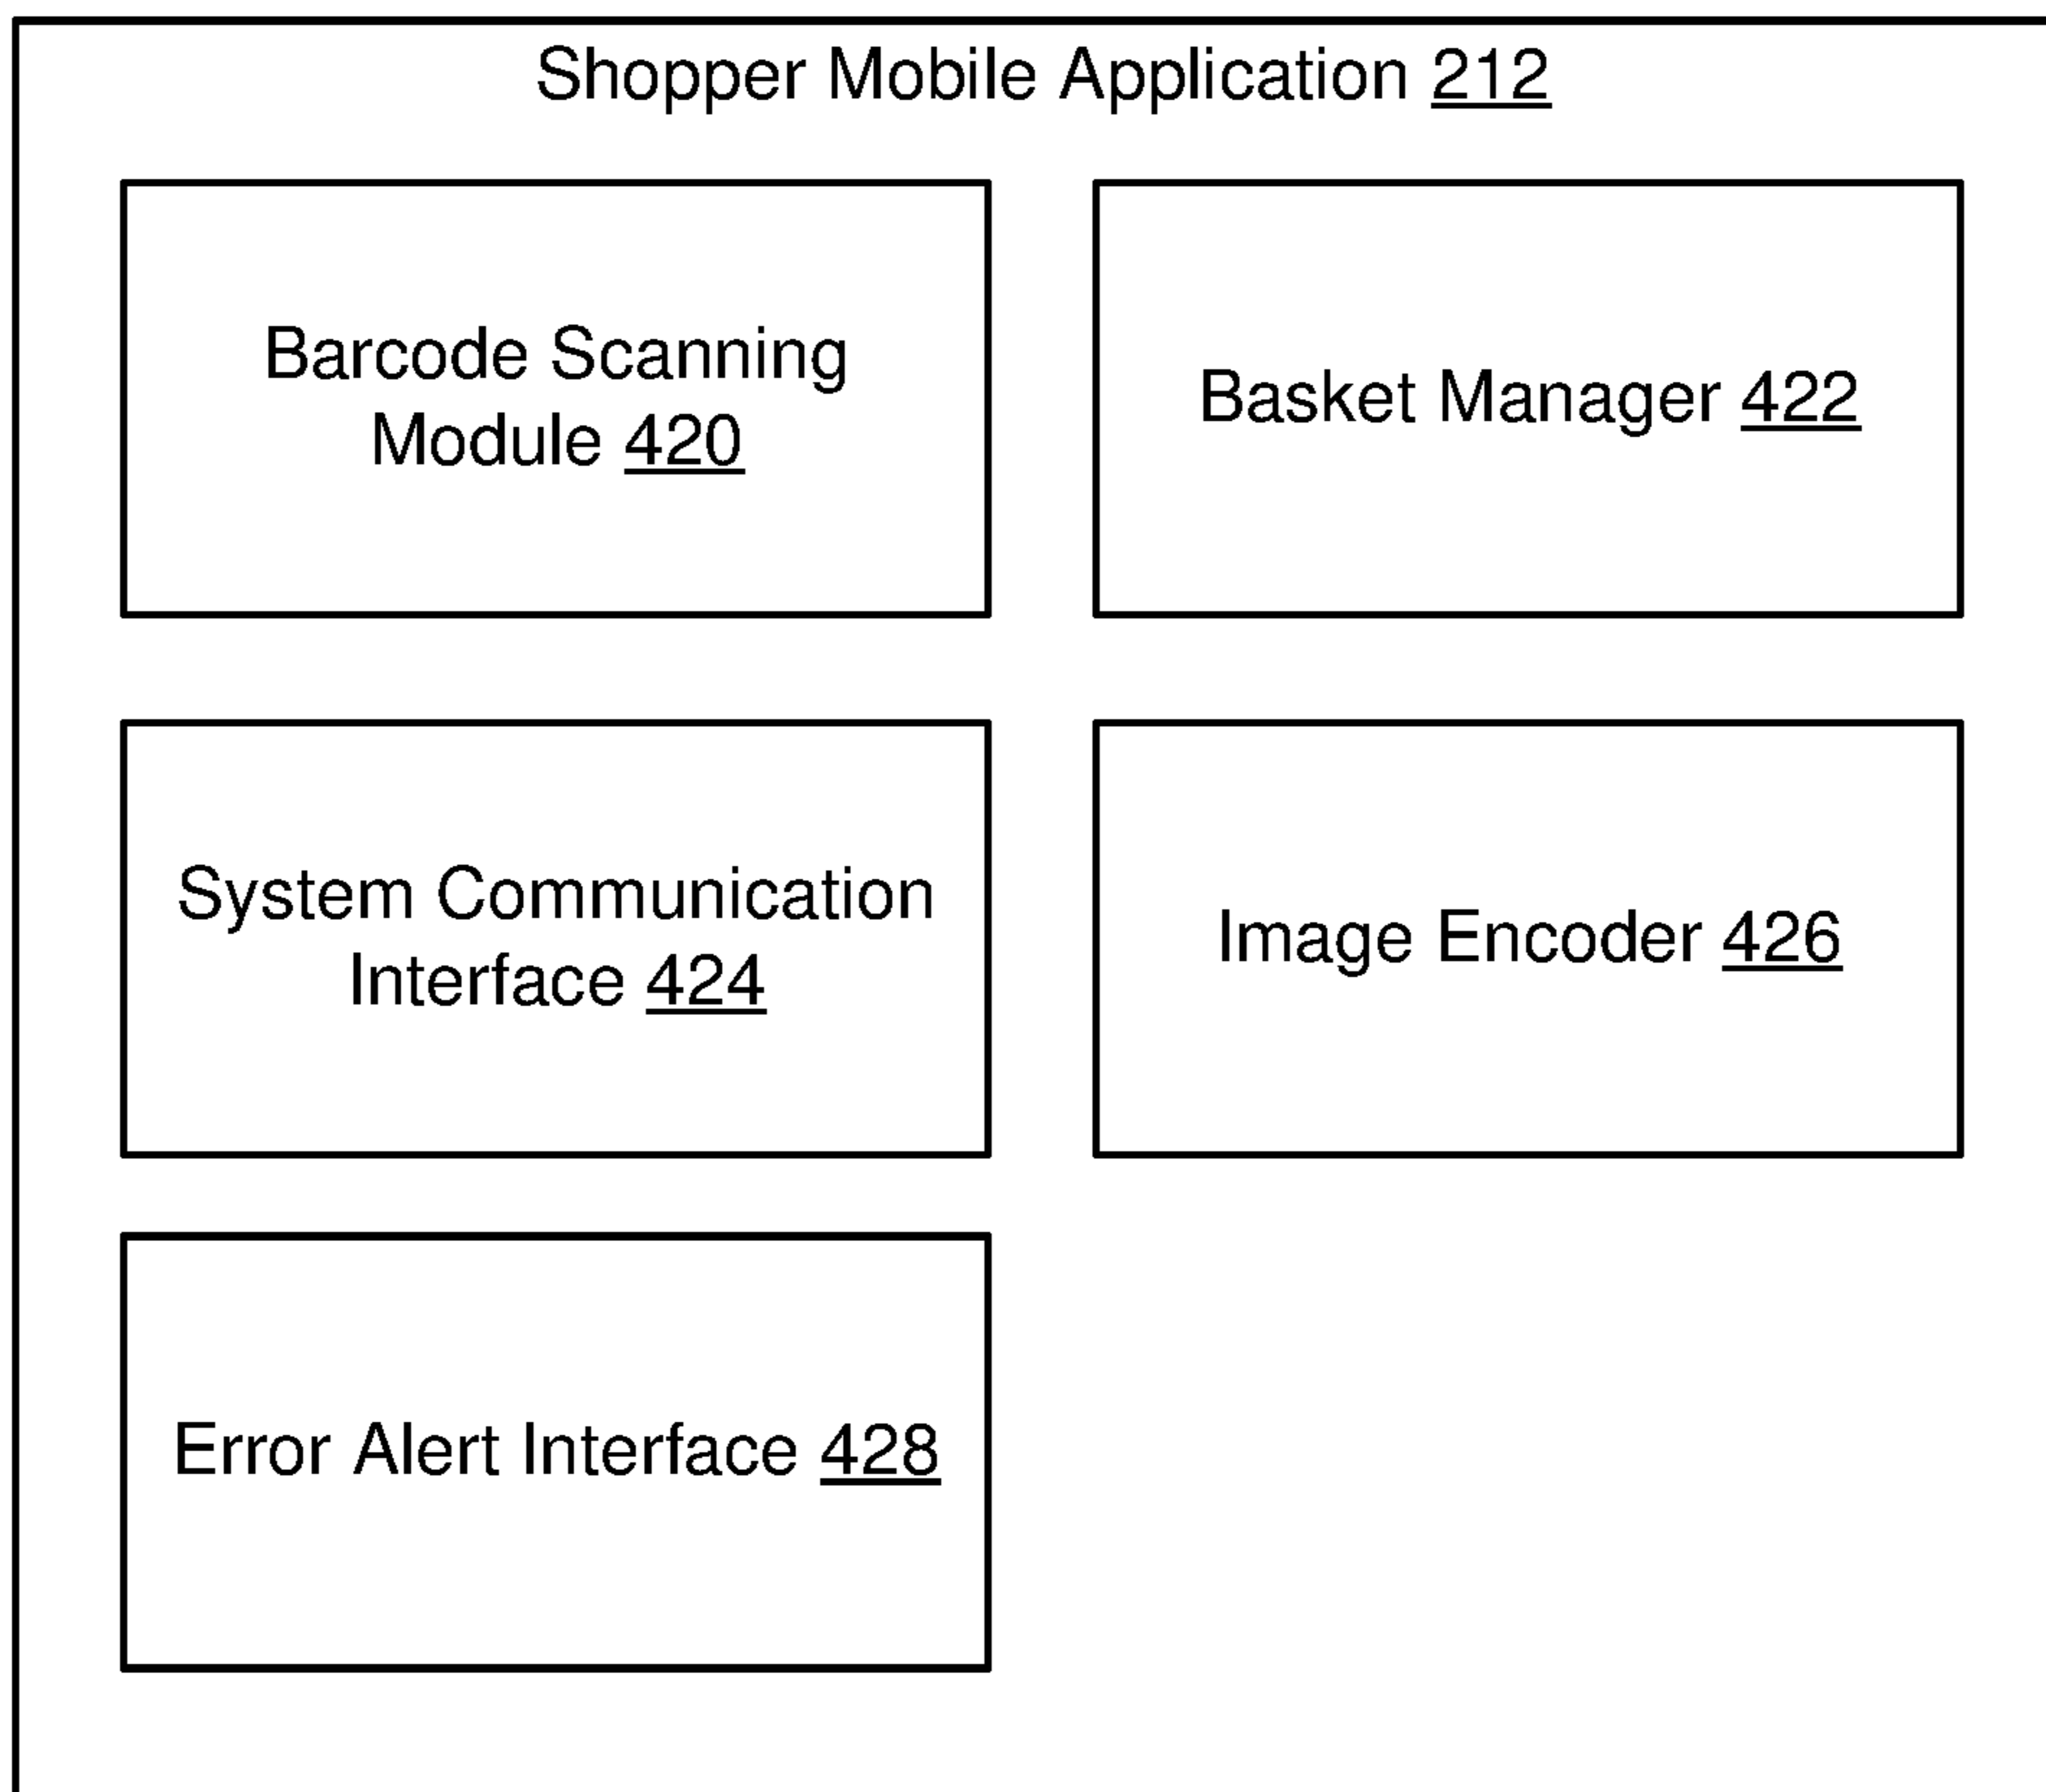 Shopper Mobile Application 212
Barcode Scanning
Module 420
Basket Manager 422
System Communication
Interface 424
Image Encoder 426
Error Alert Interface 428